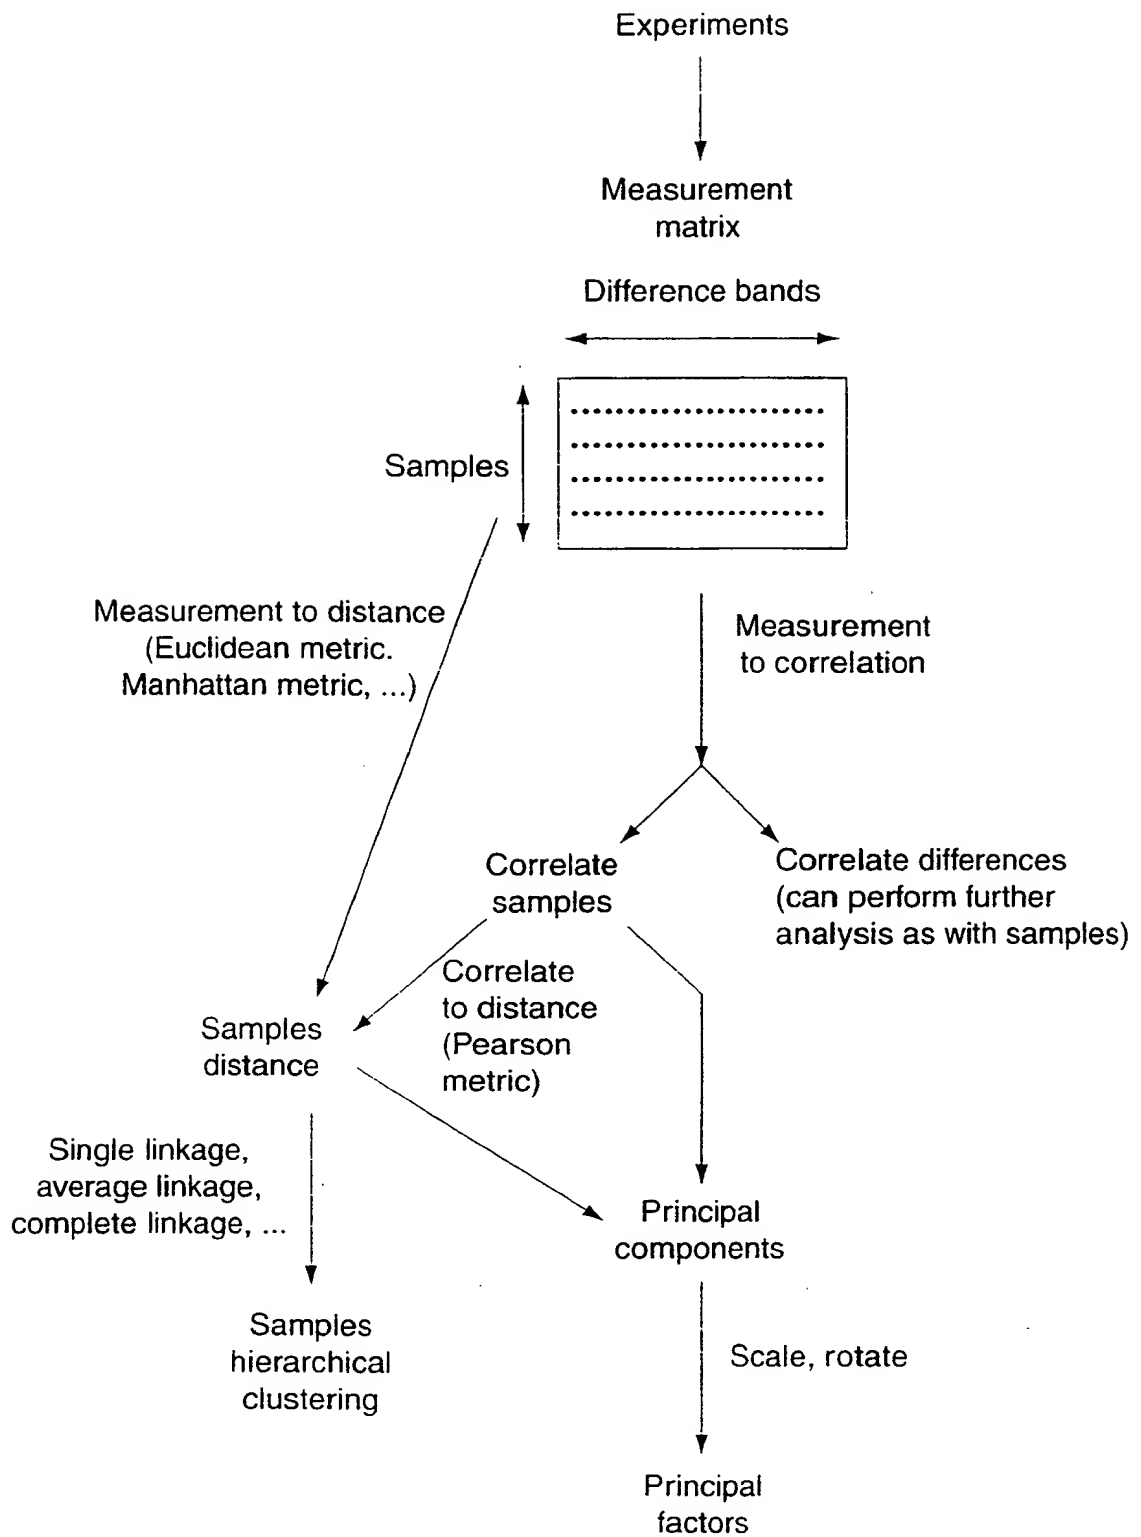 Experiments
Measurement
matrix
Difference bands
Samples
Measurement to distance
(Euclidean metric.
Manhattan metric, ...)
Measurement
to correlation
Correlate
samples
Correlate differences
(can perform further
analysis as with samples)
Correlate
to distance
(Pearson
metric)
Samples
distance
Single linkage,
average linkage,
complete linkage, ...
Principal
components
Samples
hierarchical
clustering
Scale, rotate
Principal
factors